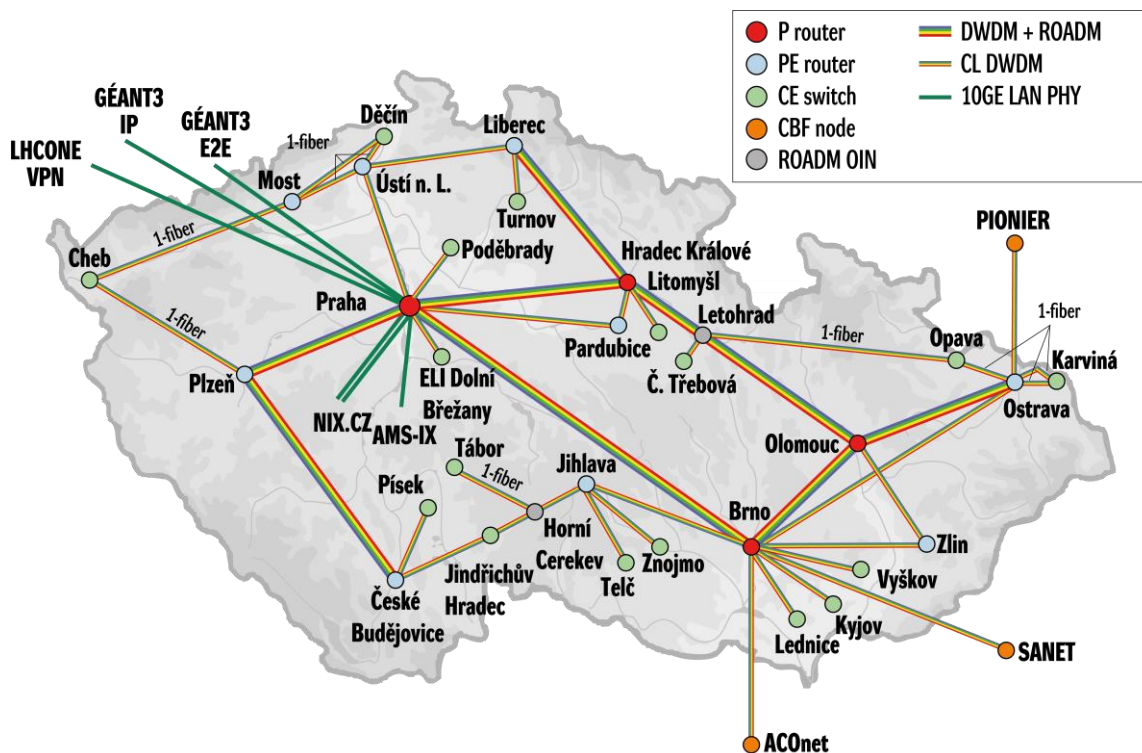 P router
PE router
CE switch
CBF node
ROADM OIN
DWDM + ROADM
CL DWDM
10GE LAN PHY
GÉANT3
IP
GÉANT3
E2E
LHCONE
VPN
Děčín
1-fiber
Liberec
Most
Ústí n. L.
Turnov
1-fiber
Cheb
Poděbrady
Praha
Hradec Králové
Litomyšl
Letohrad
PIONIER
1-fiber
1-fiber
Opava
Karviná
Ostrava
1-fiber
Pardubice
Č. Třebová
Plzeň
ELI Dolní
Břežany
NIX.CZ
AMS-IX
Olomouc
Tábor
1-fiber
Jihlava
Písek
Brno
Horní
Cerekev
Zlin
Znojmo
Telč
Vyškov
Jindřichův
Hradec
České
Budějovice
Kyjov
Lednice
SANET
ACOnet